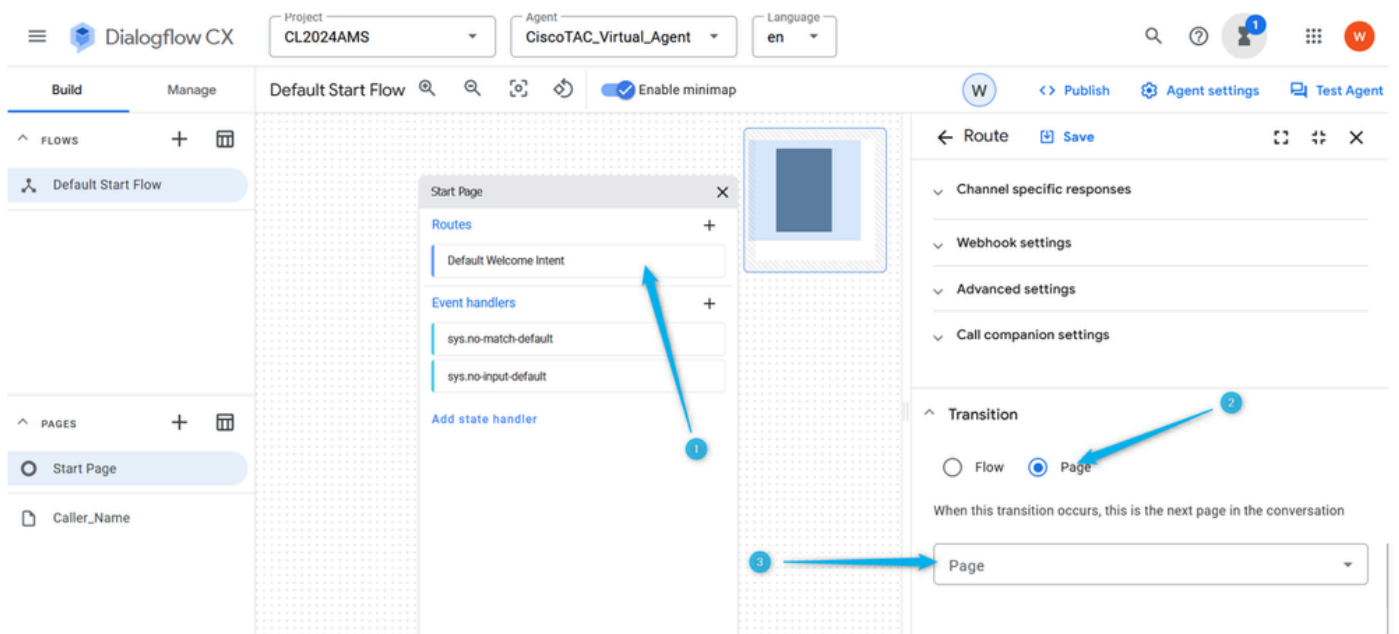 Project
Agent
Language
Dialogflow CX
CL2024AMS
CiscoTAC_Virtual_Agent
en
1
W
Build
Manage
Default Start Flow
Enable minimap
W
Publish
Agent settings
Test Agent
FLOWS
Default Start Flow
PAGES
Start Page
Caller_Name
Start Page
Routes
Default Welcome Intent
Event handlers
sys.no-match-default
sys.no-input-default
Add state handler
1
Route
Save
Channel specific responses
Webhook settings
Advanced settings
Call companion settings
Transition
2
Flow
Page
When this transition occurs, this is the next page in the conversation
3
Page